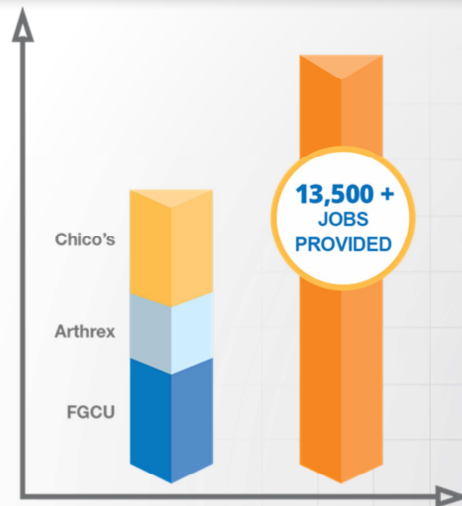 13,500 +
JOBS
PROVIDED
Chico's
Arthrex
FGCU